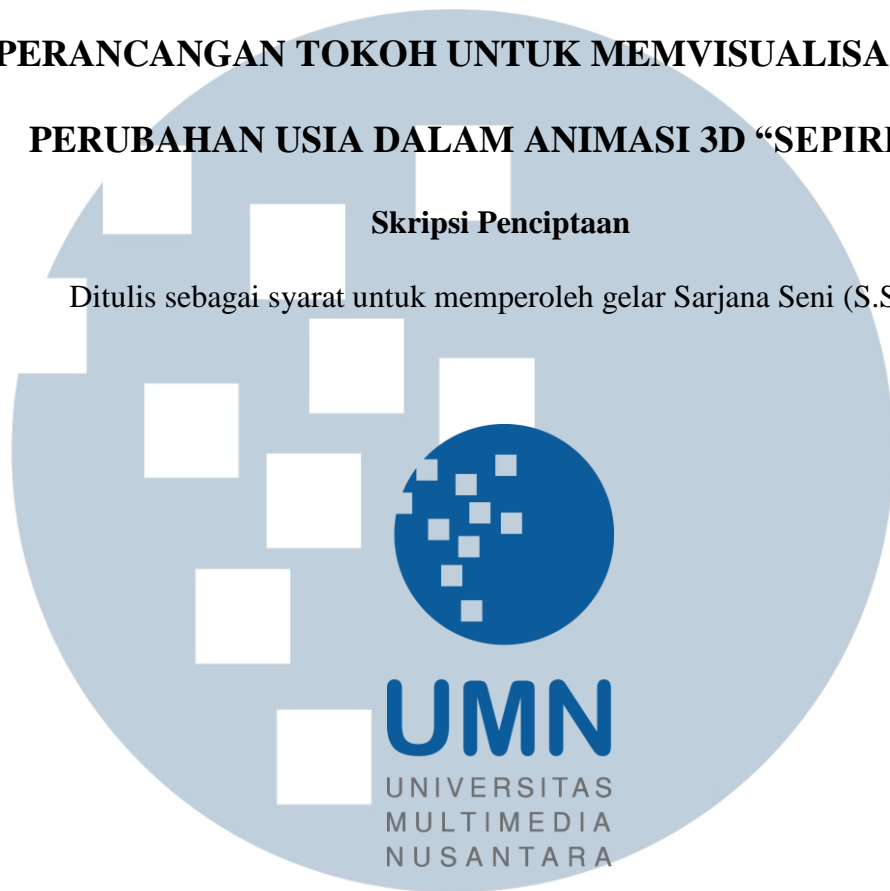 PERANCANGAN TOKOH UNTUK MEMVISUALISA
PERUBAHAN USIA DALAM ANIMASI 3D “SEPIR
Skripsi Penciptaan
Ditulis sebagai syarat untuk memperoleh gelar Sarjana Seni (S.S
UMN
UNIVERSITAS
MULTIMEDIA
NUSANTARA